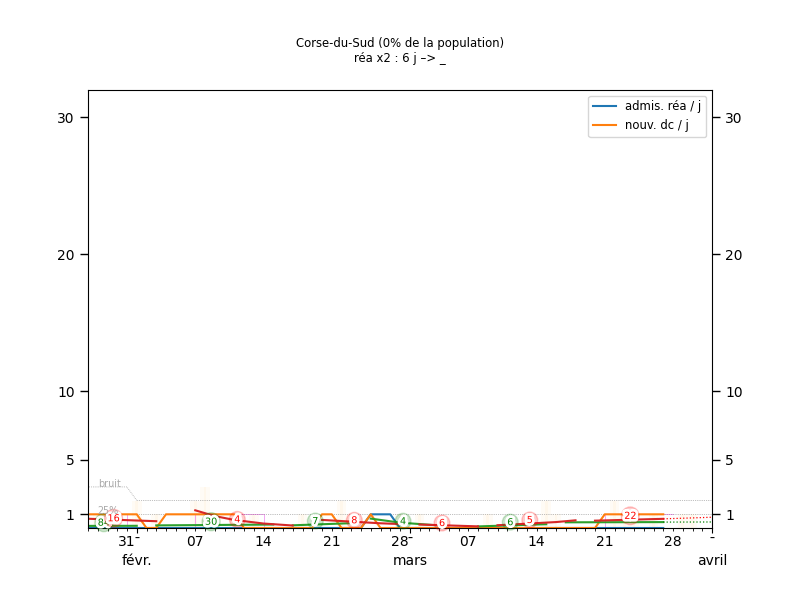 Corse-du-Sud (0% de la population)
réa x2 : 6 j –> _
admis. réa / j
nouv. dc / j
30 30
20 20
10 10
5 5
1 1
bruit
25%
8 16 30 4 7 8 4 6 6 5 22
31 07 14 21 28 07 14 21 28
févr. mars avril